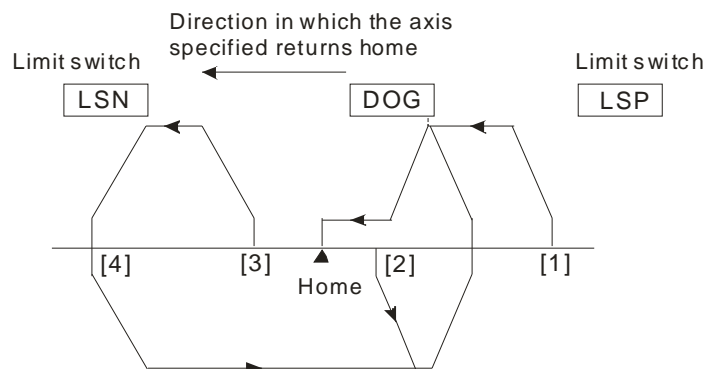 Direction in which the axis
specified returns home
Limit switch
Limit switch
LSN
DOG
LSP
[4]
[3]
[2]
[1]
Home